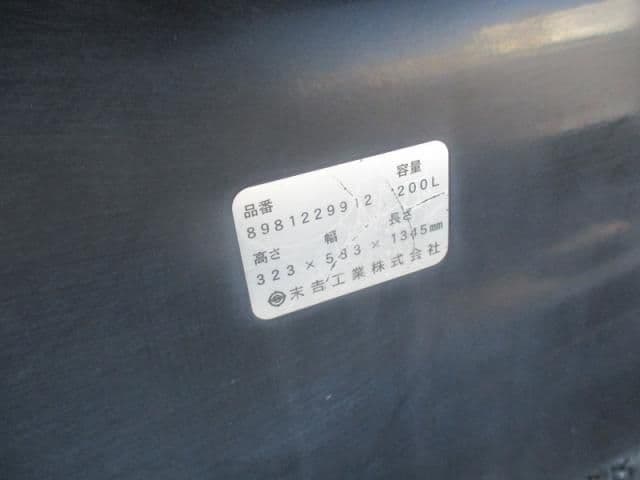 品番 容量
8981229912 200L
高さ 幅 長さ
323 × × 1345mm
末吉工業株式会社